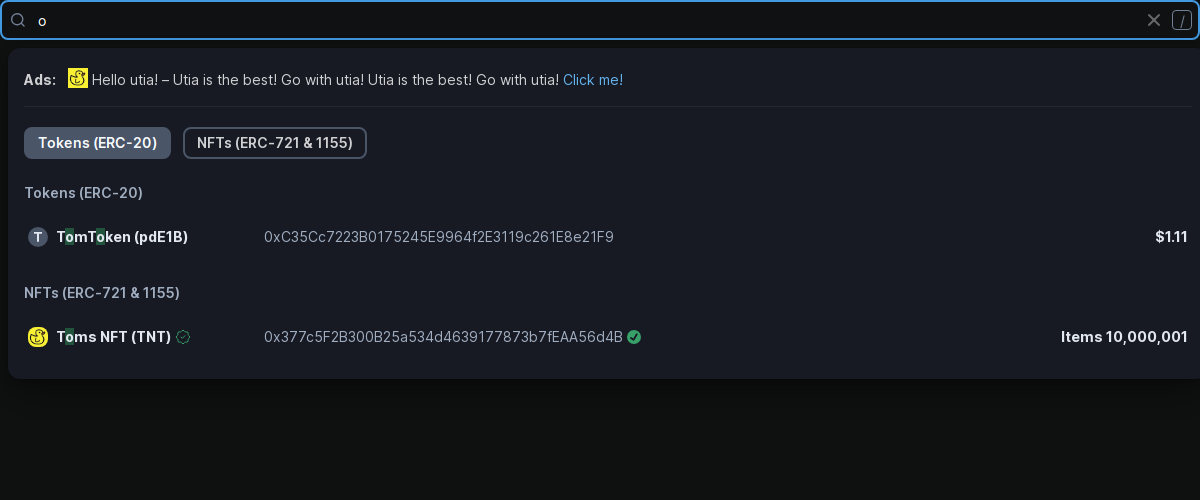 o
/
Ads: Hello utia! – Utia is the best! Go with utia! Utia is the best! Go with utia! Click me!
Tokens (ERC-20) NFTs (ERC-721 & 1155)
Tokens (ERC-20)
T TomToken (pdE1B) 0xC35Cc7223B0175245E9964f2E3119c261E8e21F9 $1.11
NFTs (ERC-721 & 1155)
Toms NFT (TNT) 0x377c5F2B300B25a534d4639177873b7fEAA56d4B Items 10,000,001